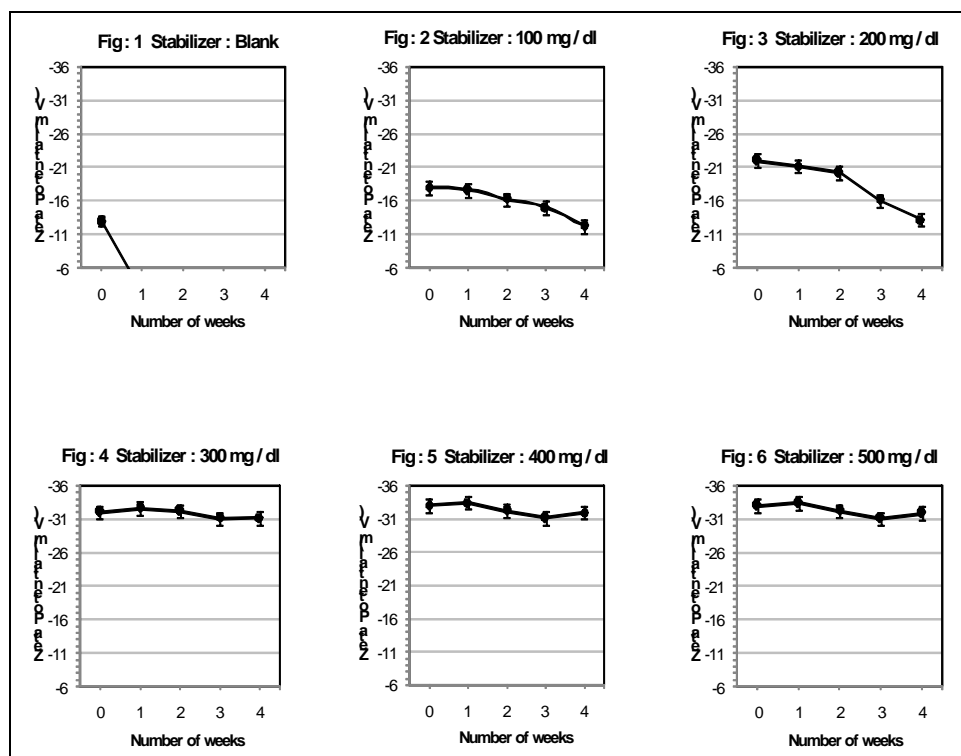 Fig : 1 Stabilizer : Blank
Zeta Potential (mV)
-36
-31
-26
-21
-16
-11
-6
0 1 2 3 4
Number of weeks
Fig : 2 Stabilizer : 100 mg / dl
Zeta Potential (mV)
-36
-31
-26
-21
-16
-11
-6
0 1 2 3 4
Number of weeks
Fig : 3 Stabilizer : 200 mg / dl
Zeta Potential (mV)
-36
-31
-26
-21
-16
-11
-6
0 1 2 3 4
Number of weeks
Fig : 4 Stabilizer : 300 mg / dl
Zeta Potential (mV)
-36
-31
-26
-21
-16
-11
-6
0 1 2 3 4
Number of weeks
Fig : 5 Stabilizer : 400 mg / dl
Zeta Potential (mV)
-36
-31
-26
-21
-16
-11
-6
0 1 2 3 4
Number of weeks
Fig : 6 Stabilizer : 500 mg / dl
Zeta Potential (mV)
-36
-31
-26
-21
-16
-11
-6
0 1 2 3 4
Number of weeks